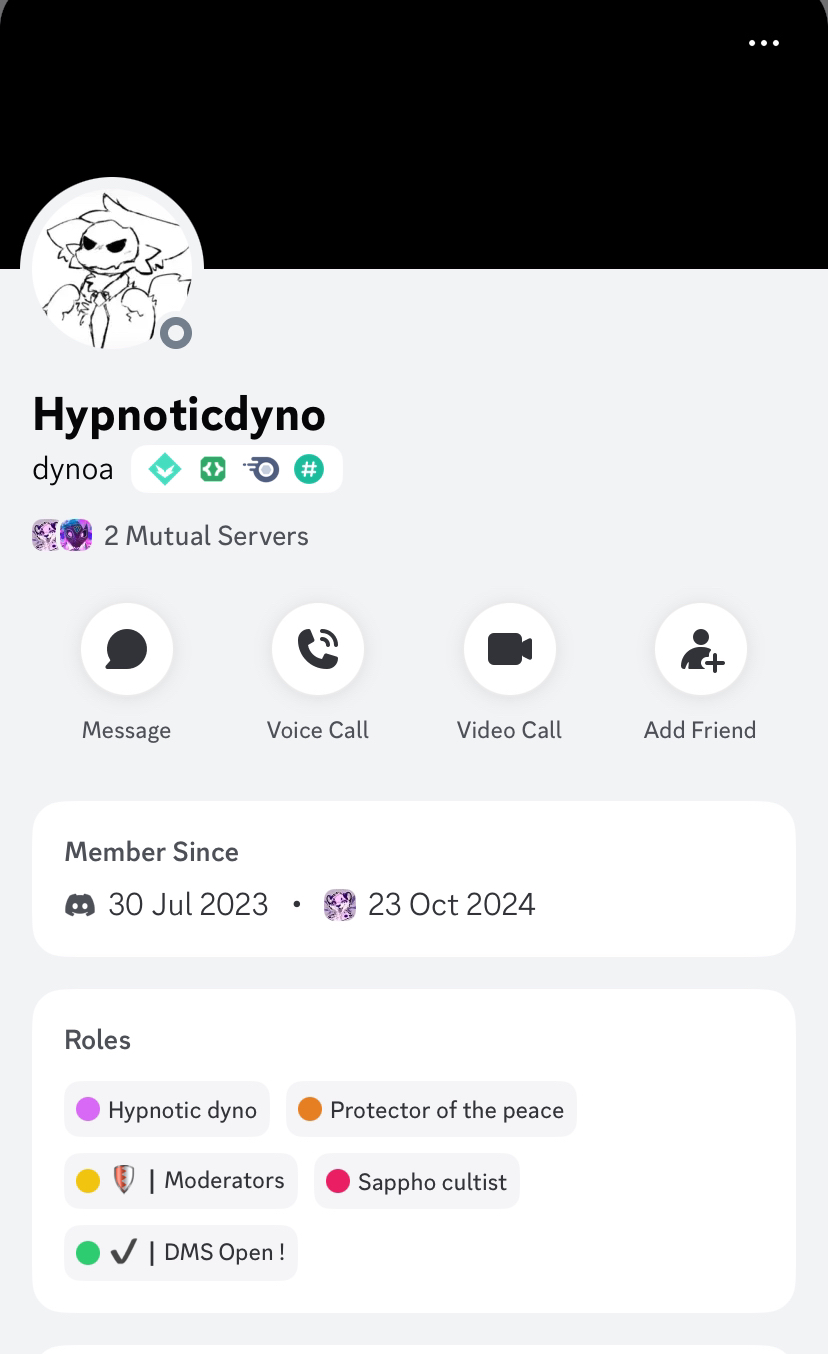 Hypnoticdyno
dynoa #
2 Mutual Servers
Message Voice Call Video Call Add Friend
Member Since
30 Jul 2023 • 23 Oct 2024
Roles
Hypnotic dyno Protector of the peace
| Moderators Sappho cultist
✓ | DMS Open !